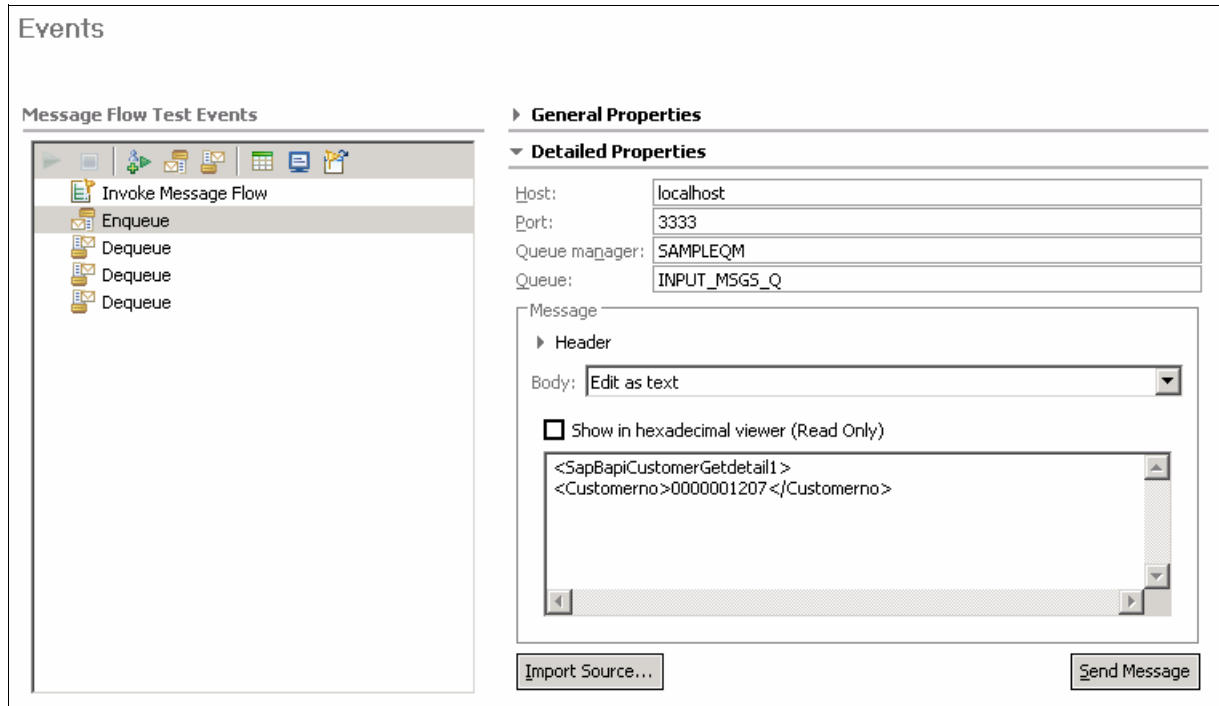 Events
Message Flow Test Events
Invoke Message Flow
Enqueue
Dequeue
Dequeue
Dequeue
General Properties
Detailed Properties
Host: localhost
Port: 3333
Queue manager: SAMPLEQM
Queue: INPUT_MSGS_Q
Message
Header
Body: Edit as text
Show in hexadecimal viewer (Read Only)
<SapBapiCustomerGetdetail1>
<Customerno>0000001207</Customerno>
Import Source...
Send Message